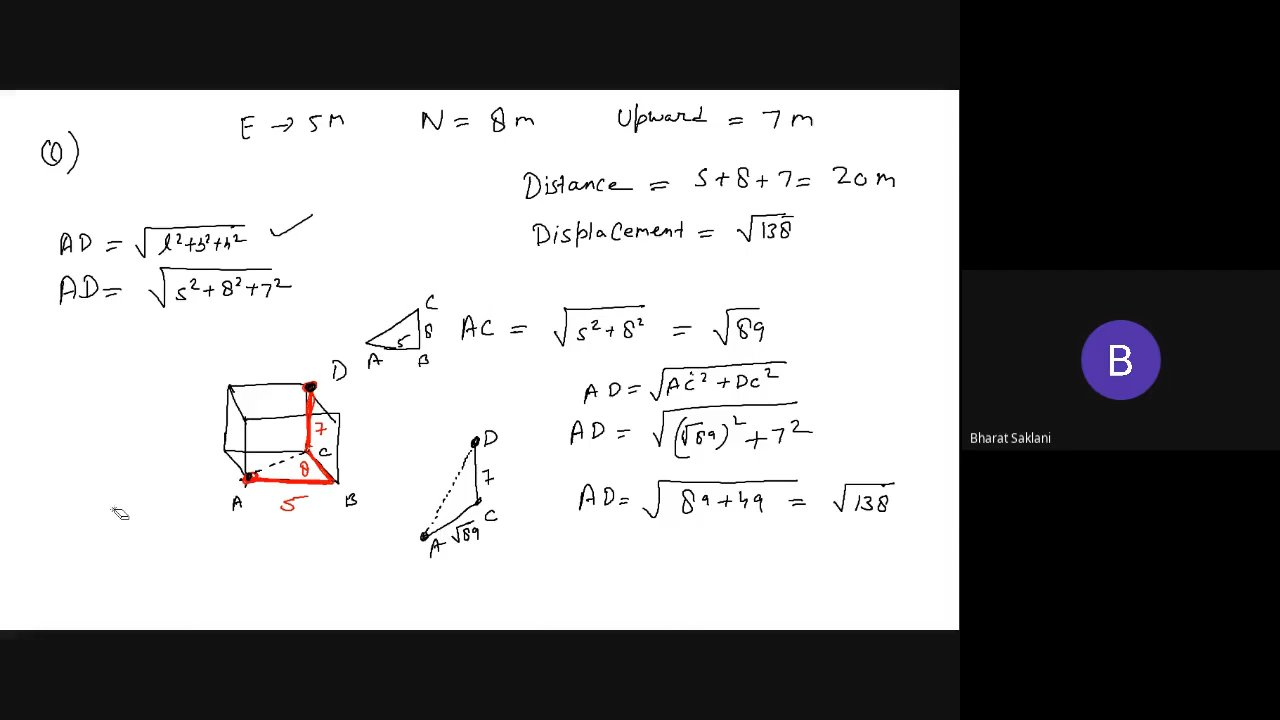 E → 5 m N = 8 m Upward = 7 m
Q)
Distance = 5+8+7= 20 m
AD = √l²+b²+h² ✓
Displacement = √138
AD= √5²+8²+7²
C
8
5
A B
AC = √5²+8² = √89
D
AD= √AC²+DC²
7
C
8
A B
5
AD= √(√89)²+7²
D
7
C
A √89
AD= √89+49 = √138
B
Bharat Saklani